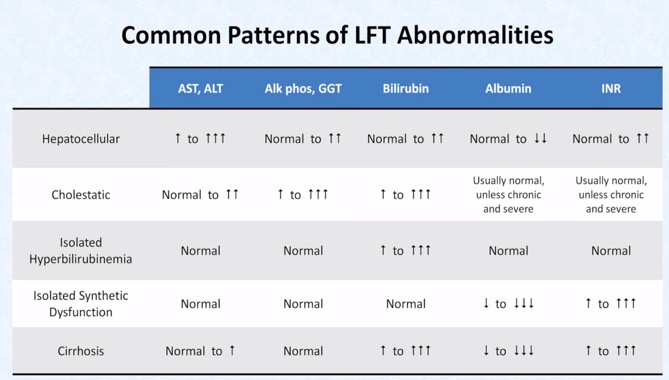 Common Patterns of LFT Abnormalities
AST, ALT Alk phos, GGT Bilirubin Albumin INR
Hepatocellular ↑ to ↑↑↑ Normal to ↑↑ Normal to ↑↑ Normal to ↓↓ Normal to ↑↑
Cholestatic Normal to ↑↑ ↑ to ↑↑↑ ↑ to ↑↑↑ Usually normal, unless chronic and severe Usually normal, unless chronic and severe
Isolated Hyperbilirubinemia Normal Normal ↑ to ↑↑↑ Normal Normal
Isolated Synthetic Dysfunction Normal Normal Normal ↓ to ↓↓↓ ↑ to ↑↑↑
Cirrhosis Normal to ↑ Normal ↑ to ↑↑↑ ↓ to ↓↓↓ ↑ to ↑↑↑